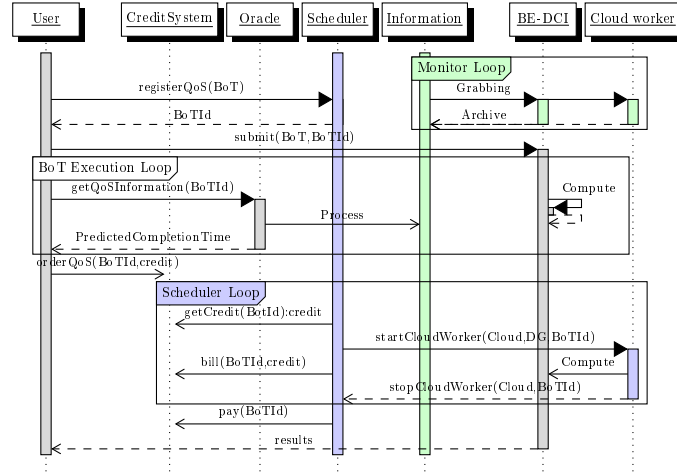 User CreditSystem Oracle Scheduler Information BE-DCI Cloud worker
Monitor Loop
registerQoS(BoT)
Grabbing
BoTId
Archive
submit(BoT,BoTId)
BoT Execution Loop
getQoSInformation(BoTId)
Compute
Process
PredictedCompletionTime
orderQoS(BoTId,credit)
Scheduler Loop
getCredit(BotId):credit
startCloudWorker(Cloud,DG,BoTId)
bill(BoTId,credit)
Compute
stopCloudWorker(Cloud,BoTId)
pay(BoTId)
results